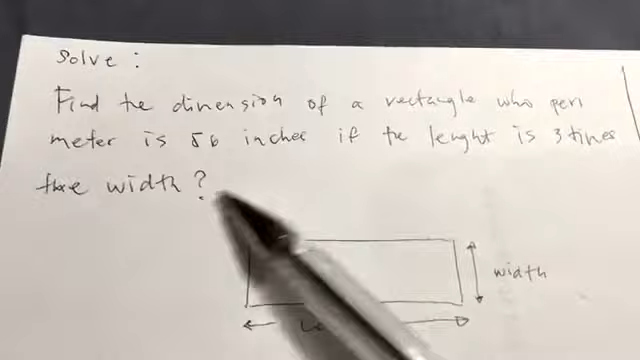 Solve :
Find the dimension of a rectangle who peri
meter is 56 inches if the lenght is 3 times
the width ?
width